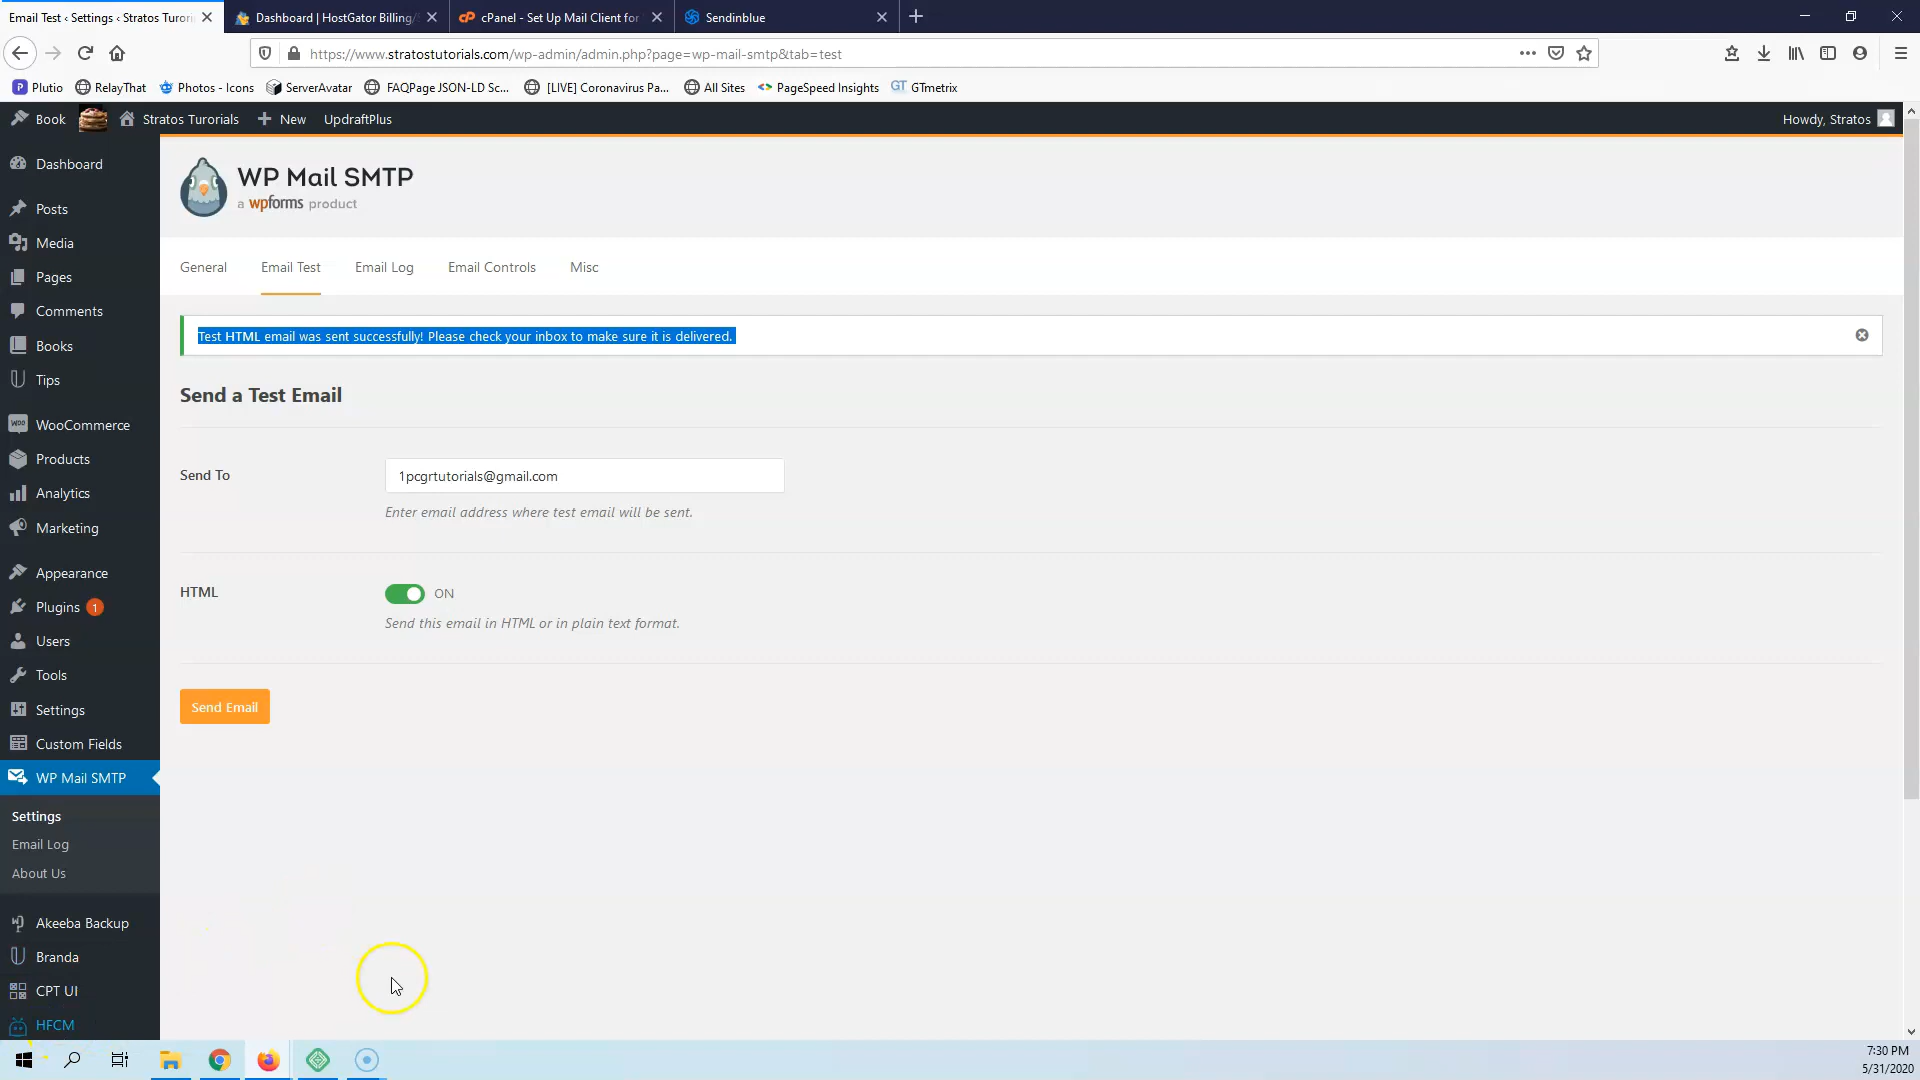 Email Test ‹ Settings ‹ Stratos Turori
Dashboard | HostGator Billing/
cPanel - Set Up Mail Client for
Sendinblue
https://www.stratostutorials.com/wp-admin/admin.php?page=wp-mail-smtp&tab=test
Plutio
RelayThat
Photos - Icons
ServerAvatar
FAQPage JSON-LD Sc...
[LIVE] Coronavirus Pa...
All Sites
PageSpeed Insights
GT GTmetrix
Book
Stratos Turorials
New
UpdraftPlus
Howdy, Stratos
Dashboard
Posts
Media
Pages
Comments
Books
Tips
WooCommerce
Products
Analytics
Marketing
Appearance
Plugins 1
Users
Tools
Settings
Custom Fields
WP Mail SMTP
Settings
Email Log
About Us
Akeeba Backup
Branda
CPT UI
HFCM
WP Mail SMTP
a wpforms product
General
Email Test
Email Log
Email Controls
Misc
Test HTML email was sent successfully! Please check your inbox to make sure it is delivered.
Send a Test Email
Send To
1pcgrtutorials@gmail.com
Enter email address where test email will be sent.
HTML
ON
Send this email in HTML or in plain text format.
Send Email
7:30 PM
5/31/2020